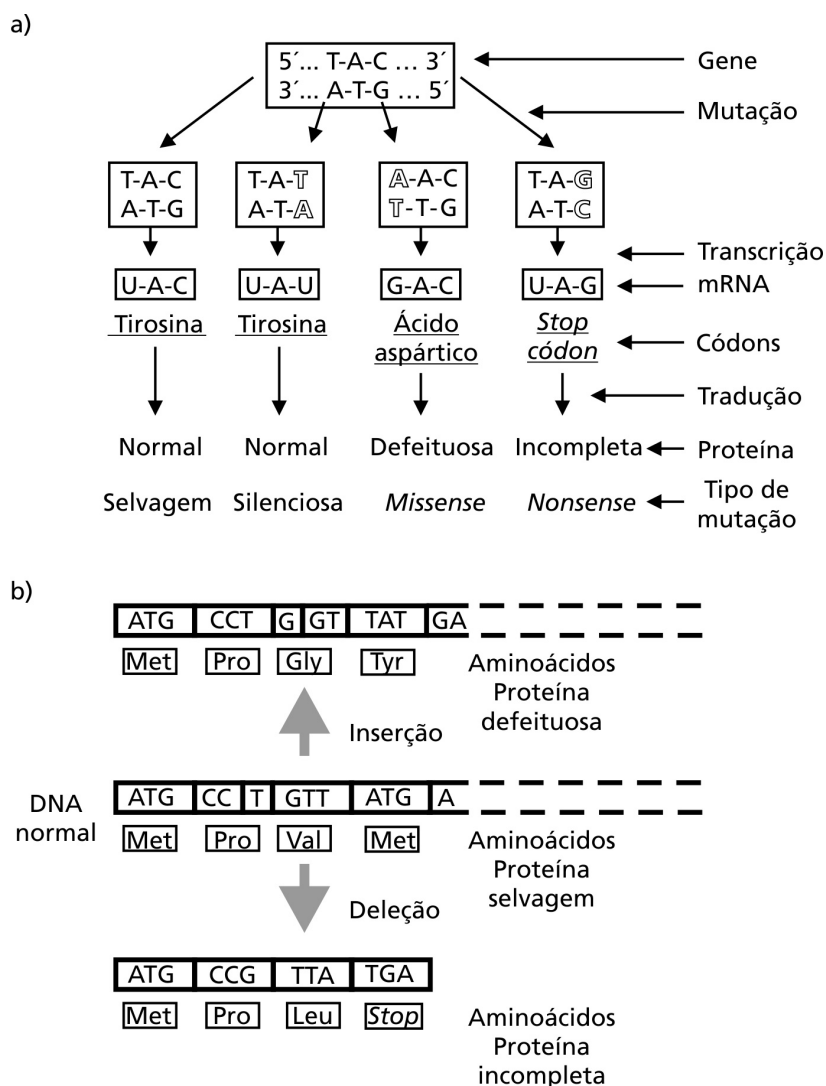 a)
5´... T-A-C ... 3´
3´... A-T-G ... 5´
Gene
Mutação
T-A-C
A-T-G
T-A-T
A-T-A
A-A-C
T-T-G
T-A-G
A-T-C
Transcrição
U-A-C
U-A-U
G-A-C
U-A-G
mRNA
Tirosina
Tirosina
Ácido
aspártico
Stop
códon
Códons
Tradução
Normal
Normal
Defeituosa
Incompleta
Proteína
Selvagem
Silenciosa
Missense
Nonsense
Tipo de
mutação
b)
ATG CCT G GT TAT GA
Met Pro Gly Tyr
Aminoácidos
Proteína
defeituosa
Inserção
DNA
normal
ATG CC T GTT ATG A
Met Pro Val Met
Aminoácidos
Proteína
selvagem
Deleção
ATG CCG TTA TGA
Met Pro Leu Stop
Aminoácidos
Proteína
incompleta